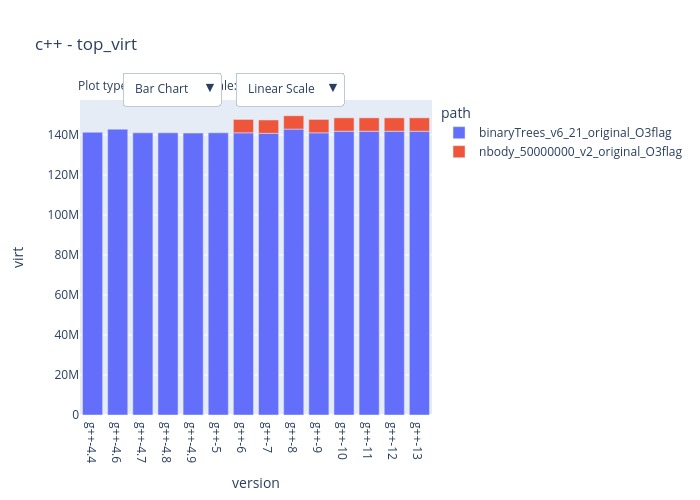 c++ - top_virt
Plot type
Bar Chart ▼
ale:
Linear Scale ▼
path
binaryTrees_v6_21_original_O3flag
nbody_50000000_v2_original_O3flag
140M
120M
100M
80M
60M
40M
20M
0
virt
g++-4.4
g++-4.6
g++-4.7
g++-4.8
g++-4.9
g++-5
g++-6
g++-7
g++-8
g++-9
g++-10
g++-11
g++-12
g++-13
version